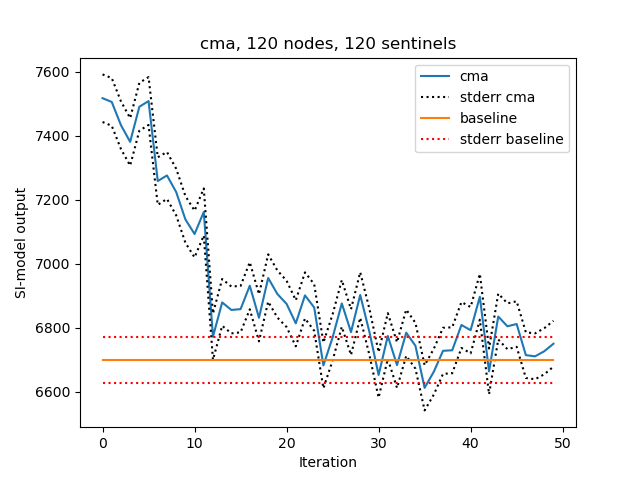 cma, 120 nodes, 120 sentinels
cma
stderr cma
baseline
stderr baseline
SI-model output
7600
7400
7200
7000
6800
6600
0 10 20 30 40 50
Iteration